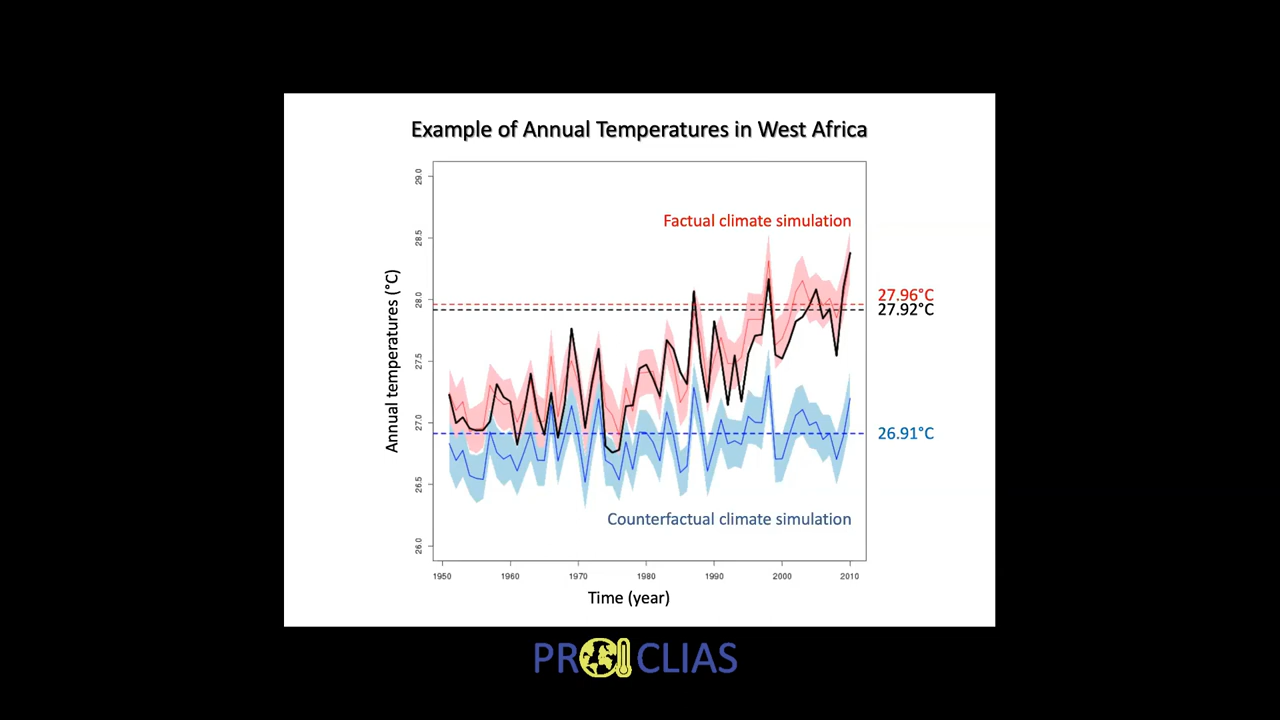 Example of Annual Temperatures in West Africa
29.0
Factual climate simulation
28.5
27.96°C
28.0
27.92°C
Annual temperatures (°C)
27.5
27.0
26.91°C
26.5
Counterfactual climate simulation
26.0
1950 1960 1970 1980 1990 2000 2010
Time (year)
PROCLIAS